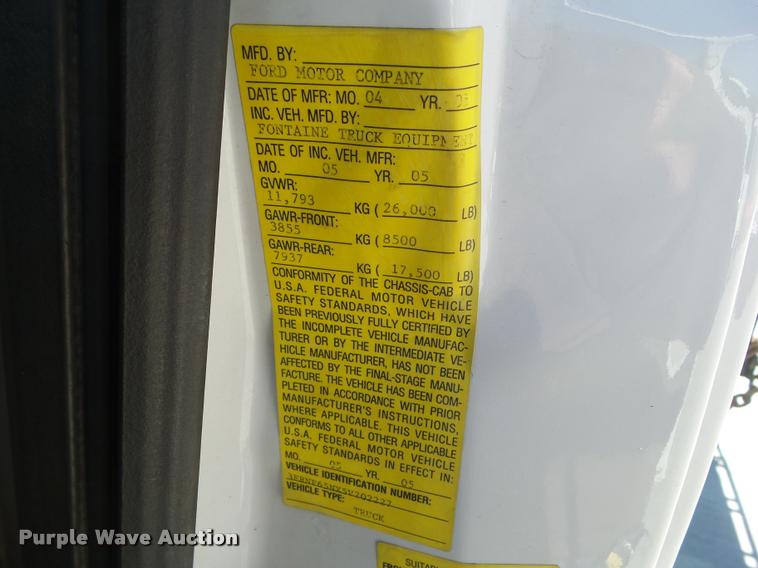 MFD. BY:
FORD MOTOR COMPANY
DATE OF MFR: MO. 04 YR.
INC. VEH. MFD. BY:
FONTAINE TRUCK EQUIPMENT
DATE OF INC. VEH. MFR:
MO. 05 YR. 05
GVWR:
11,793 KG ( 26,000 LB)
GAWR-FRONT:
3855 KG ( 8500 LB)
GAWR-REAR:
7937 KG ( 17,500 LB)
CONFORMITY OF THE CHASSIS-CAB TO
U.S.A. FEDERAL MOTOR VEHICLE
SAFETY STANDARDS, WHICH HAVE
BEEN PREVIOUSLY FULLY CERTIFIED BY
THE INCOMPLETE VEHICLE MANUFAC-
TURER OR BY THE INTERMEDIATE VE-
HICLE MANUFACTURER, HAS NOT BEEN
AFFECTED BY THE FINAL-STAGE MANU-
FACTURE. THE VEHICLE HAS BEEN COM-
PLETED IN ACCORDANCE WITH PRIOR
MANUFACTURER'S INSTRUCTIONS,
WHERE APPLICABLE. THIS VEHICLE
CONFORMS TO ALL OTHER APPLICABLE
U.S.A. FEDERAL MOTOR VEHICLE
SAFETY STANDARDS IN EFFECT IN:
MO. 05 YR. 05
VEHICLE IDENTIFICATION NUMBER:
VEHICLE TYPE:
TRUCK
Purple Wave Auction